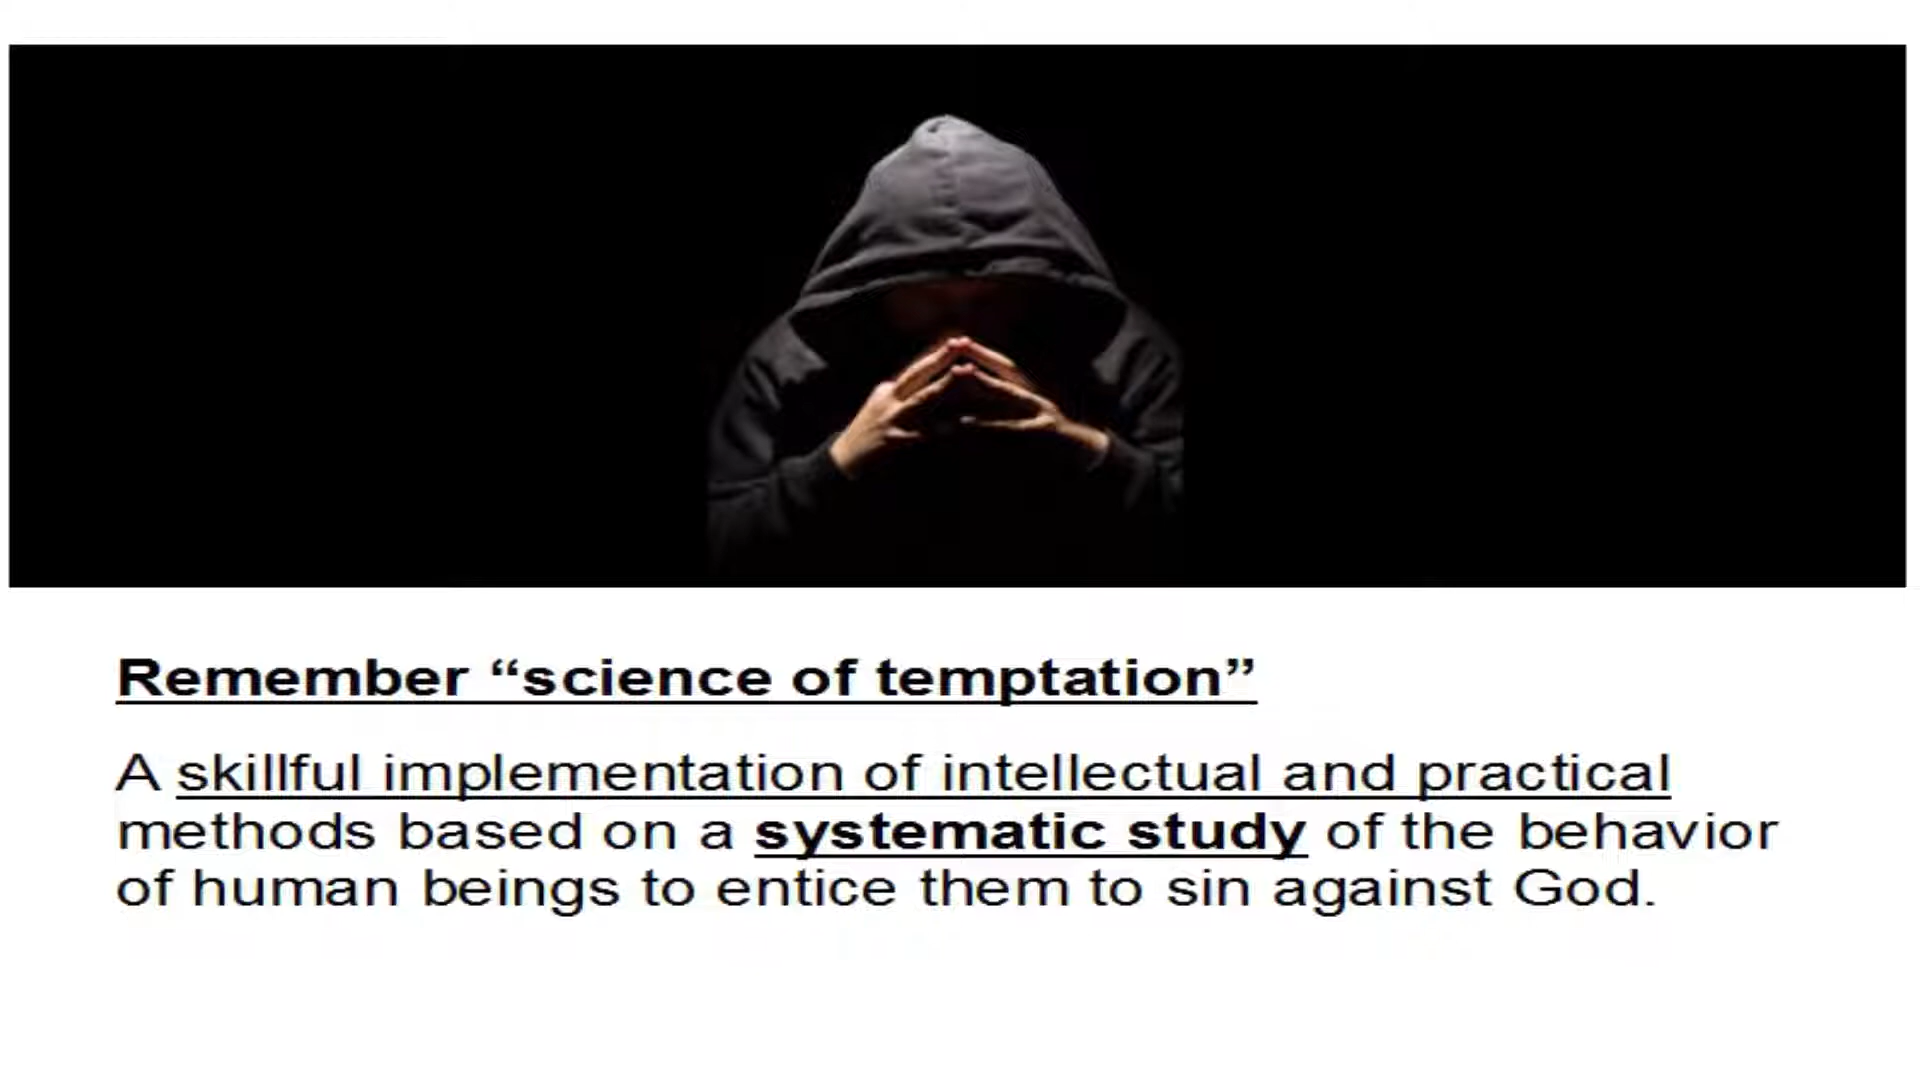 Remember “science of temptation”
A skillful implementation of intellectual and practical
methods based on a systematic study of the behavior
of human beings to entice them to sin against God.